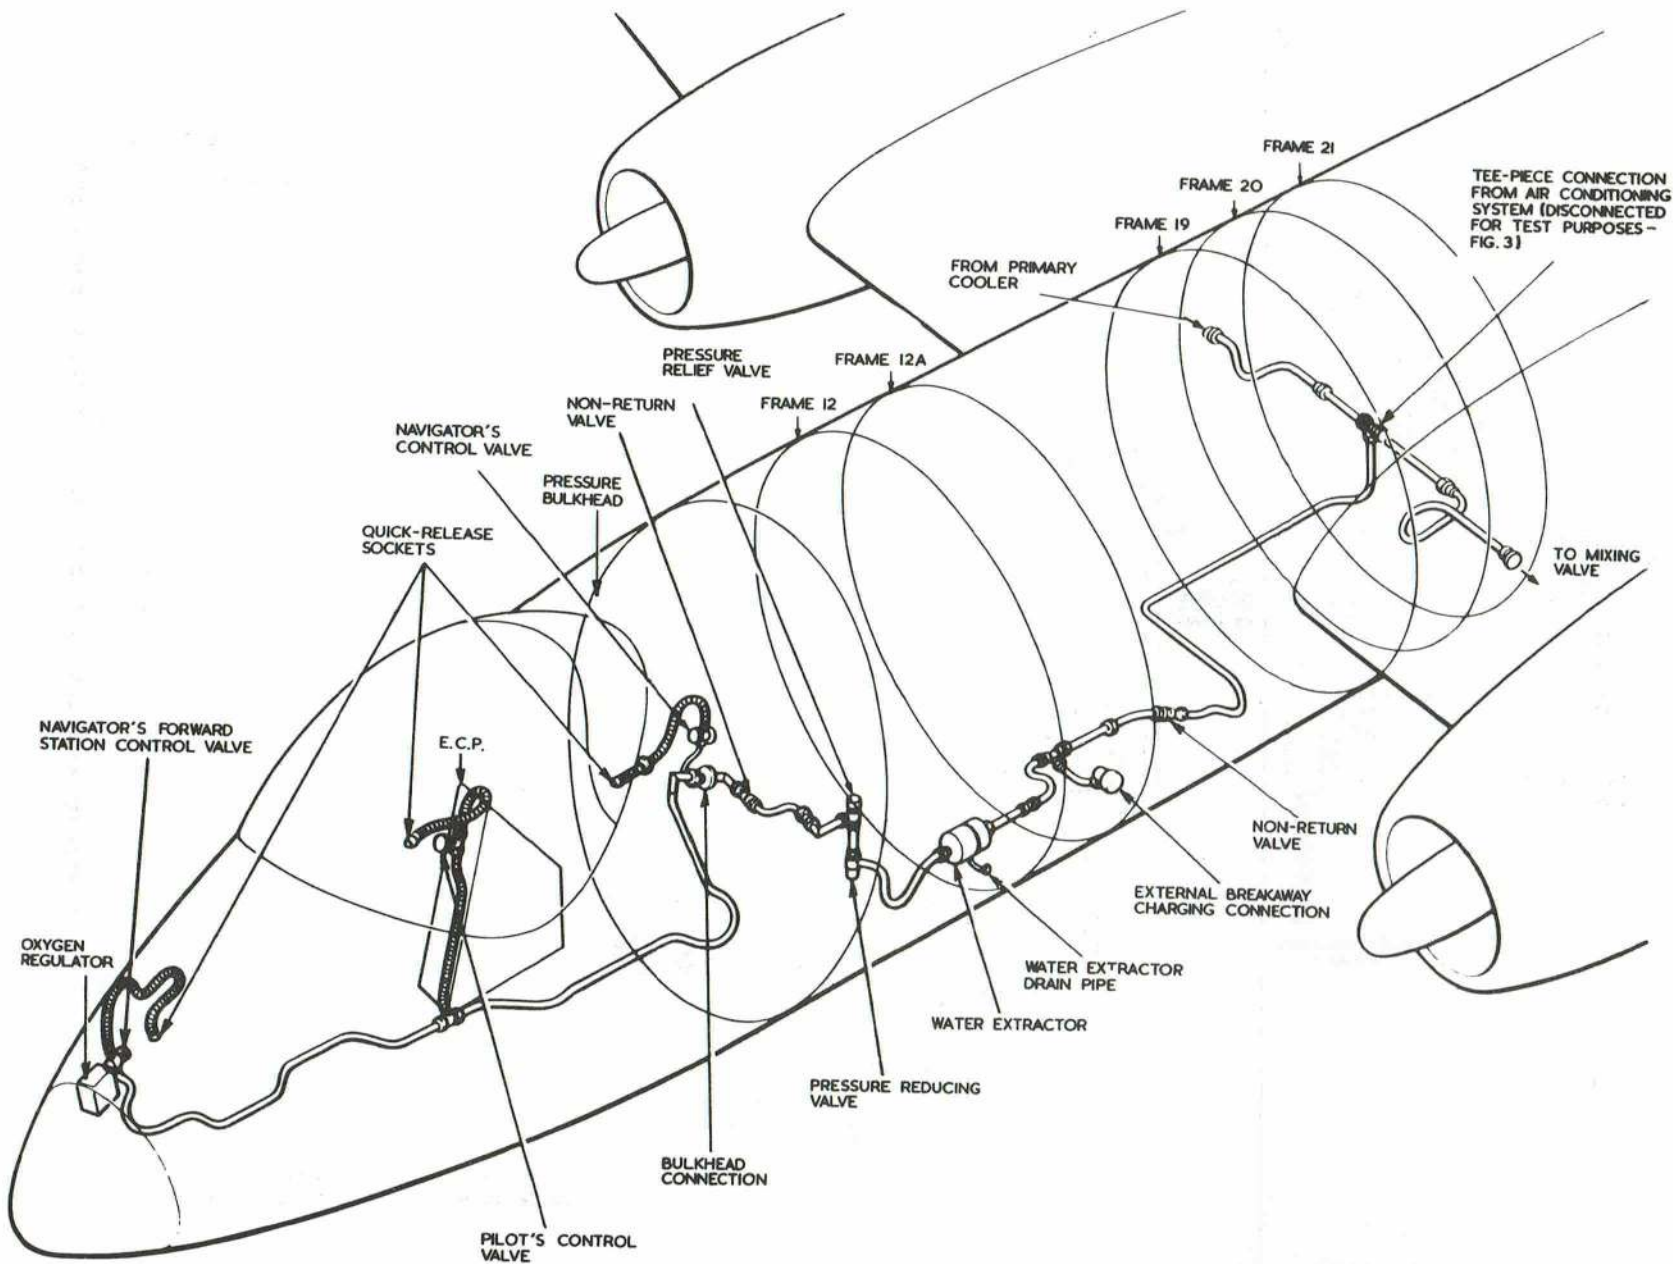 FRAME 21
FRAME 20
FRAME 19
TEE-PIECE CONNECTION
FROM AIR CONDITIONING
SYSTEM (DISCONNECTED
FOR TEST PURPOSES-
FIG. 3)
FROM PRIMARY
COOLER
PRESSURE
RELIEF VALVE
FRAME 12A
NON-RETURN
VALVE
FRAME 12
NAVIGATOR'S
CONTROL VALVE
PRESSURE
BULKHEAD
QUICK-RELEASE
SOCKETS
TO MIXING
VALVE
NAVIGATOR'S FORWARD
STATION CONTROL VALVE
E.C.P.
NON-RETURN
VALVE
EXTERNAL BREAKAWAY
CHARGING CONNECTION
OXYGEN
REGULATOR
WATER EXTRACTOR
DRAIN PIPE
WATER EXTRACTOR
PRESSURE REDUCING
VALVE
BULKHEAD
CONNECTION
PILOT'S CONTROL
VALVE